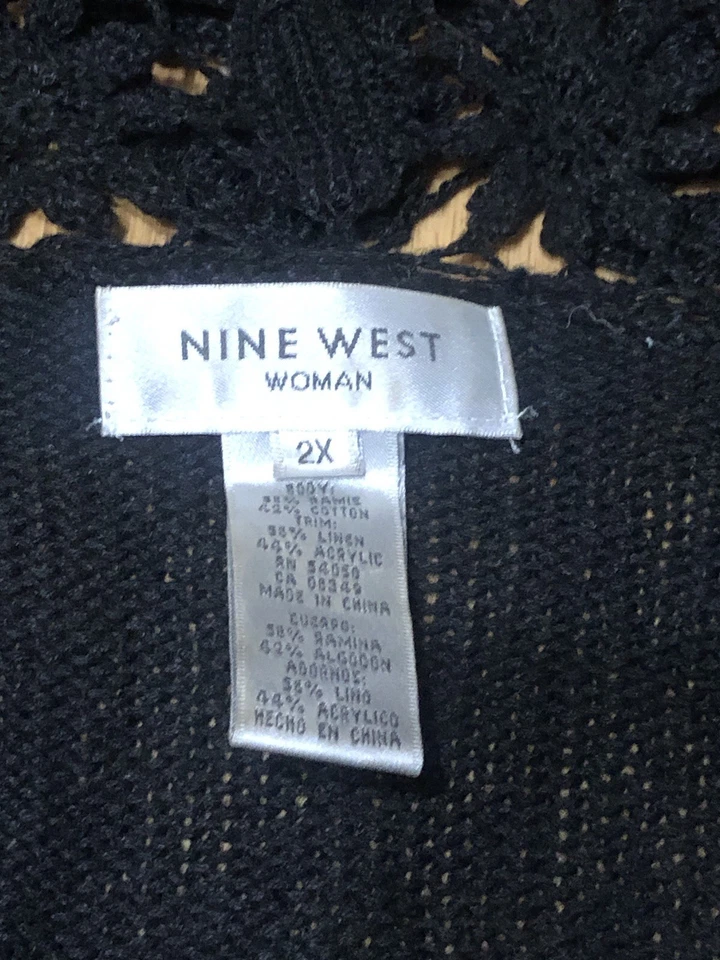 NINE WEST
WOMAN
2X
BODY:
58% RAMIE
42% COTTON
TRIM:
56% LINEN
44% ACRYLIC
RN 54050
CA 08346
MADE IN CHINA
CUERPO:
58% RAMINA
42% ALGODON
ADORNOS:
56% LINO
44% ACRYLICO
HECHO EN CHINA